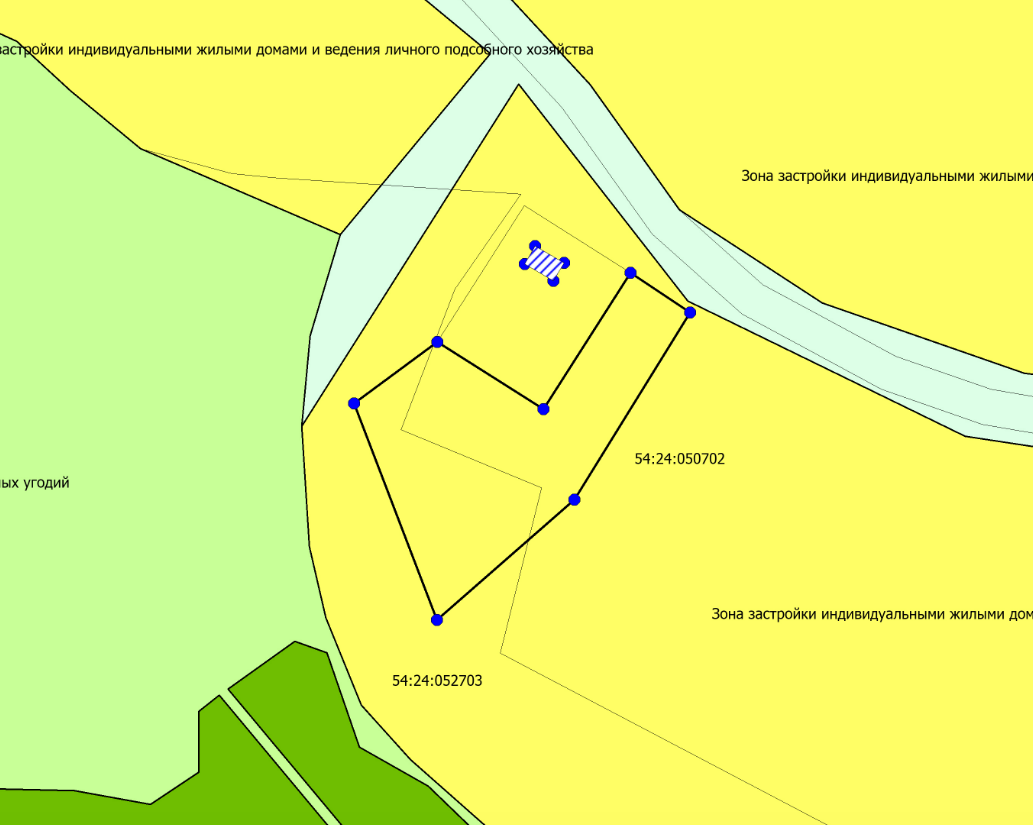 застройки индивидуальными жилыми домами и ведения личного подсобного хозяйства
Зона застройки индивидуальными жилыми
54:24:050702
ых угодий
Зона застройки индивидуальными жилыми дом
54:24:052703